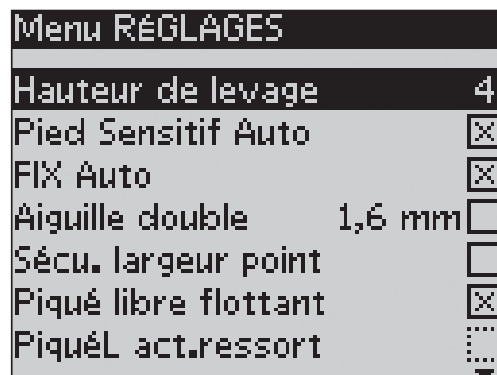 Menu RéGLAGES
Hauteur de levage 4
Pied Sensitif Auto
FIX Auto
Aiguille double 1,6 mm
Sécu. largeur point
Piqué libre flottant
PiquéL act.ressort